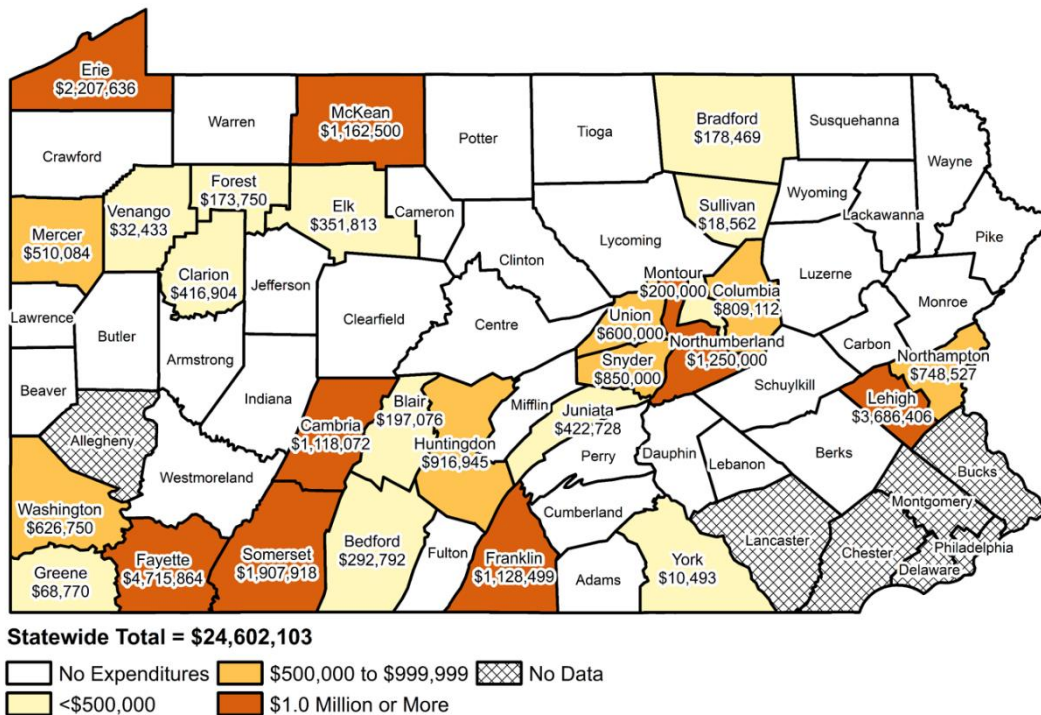 Erie
$2,207,636
Warren
McKean
$1,162,500
Potter
Tioga
Bradford
$178,469
Susquehanna
Wayne
Crawford
Forest
$173,750
Venango
$32,433
Elk
$351,813
Cameron
Sullivan
$18,562
Wyoming
Lackawanna
Pike
Mercer
$510,084
Clarion
$416,904
Jefferson
Clinton
Lycoming
Montour
$200,000
Columbia
$809,112
Luzerne
Monroe
Lawrence
Butler
Armstrong
Clearfield
Centre
Union
$600,000
Snyder
$850,000
Northumberland
$1,250,000
Carbon
Northampton
$748,527
Schuylkill
Lehigh
$3,686,406
Beaver
Indiana
Cambria
$1,118,072
Blair
$197,076
Huntingdon
$916,945
Mifflin
Juniata
$422,728
Perry
Dauphin
Lebanon
Berks
Allegheny
Westmoreland
Bucks
Montgomery
Washington
$626,750
Cumberland
Lancaster
Chester
Philadelphia
Delaware
Greene
$68,770
Fayette
$4,715,864
Somerset
$1,907,918
Bedford
$292,792
Fulton
Franklin
$1,128,499
Adams
York
$10,493
Statewide Total = $24,602,103
No Expenditures
$500,000 to $999,999
No Data
<$500,000
$1.0 Million or More